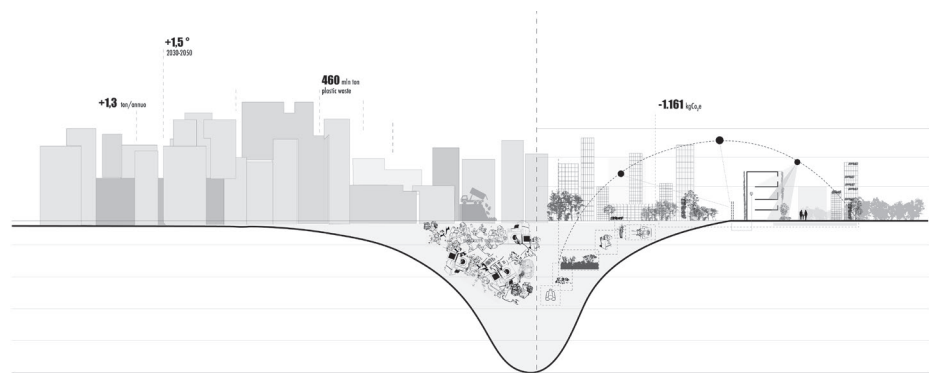 +1,5 °
2030-2050
460 mln ton
plastic waste
+1,3 ton/annuo
-1.161 kgCo₂e